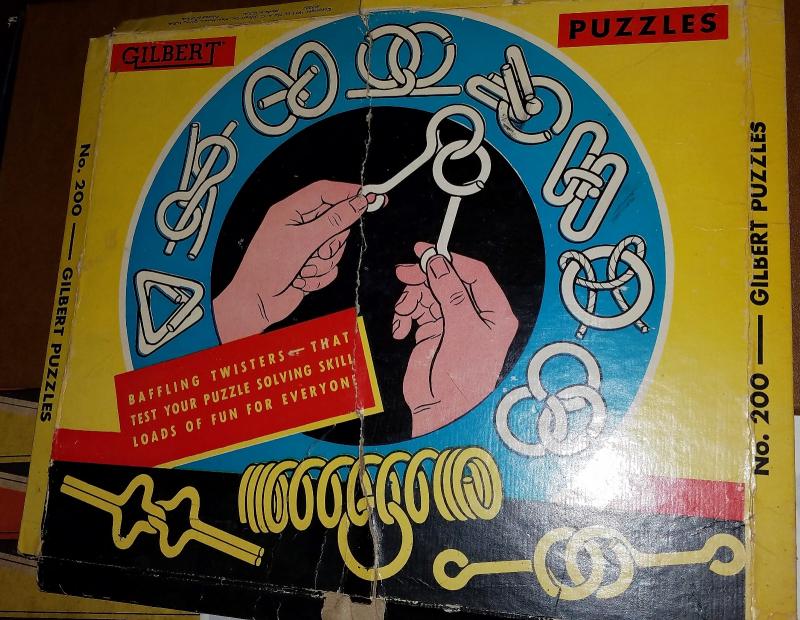 GILBERT
PUZZLES
No. 200 — GILBERT PUZZLES
No. 200 — GILBERT PUZZLES
BAFFLING TWISTERS — THAT
TEST YOUR PUZZLE SOLVING SKILL
LOADS OF FUN FOR EVERYONE